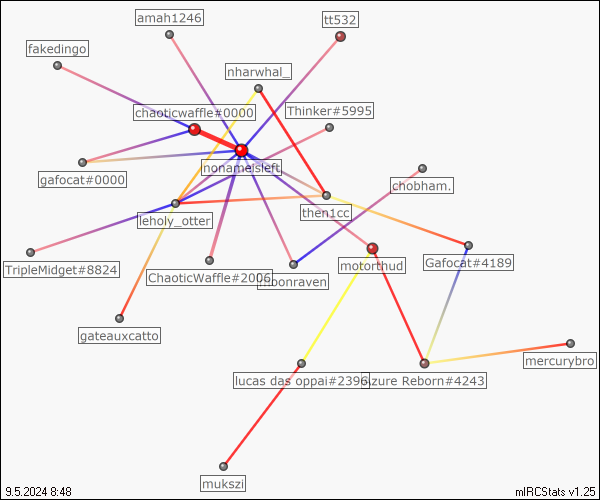 amah1246
tt532
fakedingo
nharwhal_
chaoticwaffle#0000
Thinker#5995
nonameisleft
gafocat#0000
chobham.
leholy_otter
then1cc
TripleMidget#8824
ChaoticWaffle#2006
moonraven
motorthud
Gafocat#4189
gateauxcatto
mercurybro
lucas das oppai#2396
Azure Reborn#4243
mukszi
9.5.2024 8:48
mIRCStats v1.25